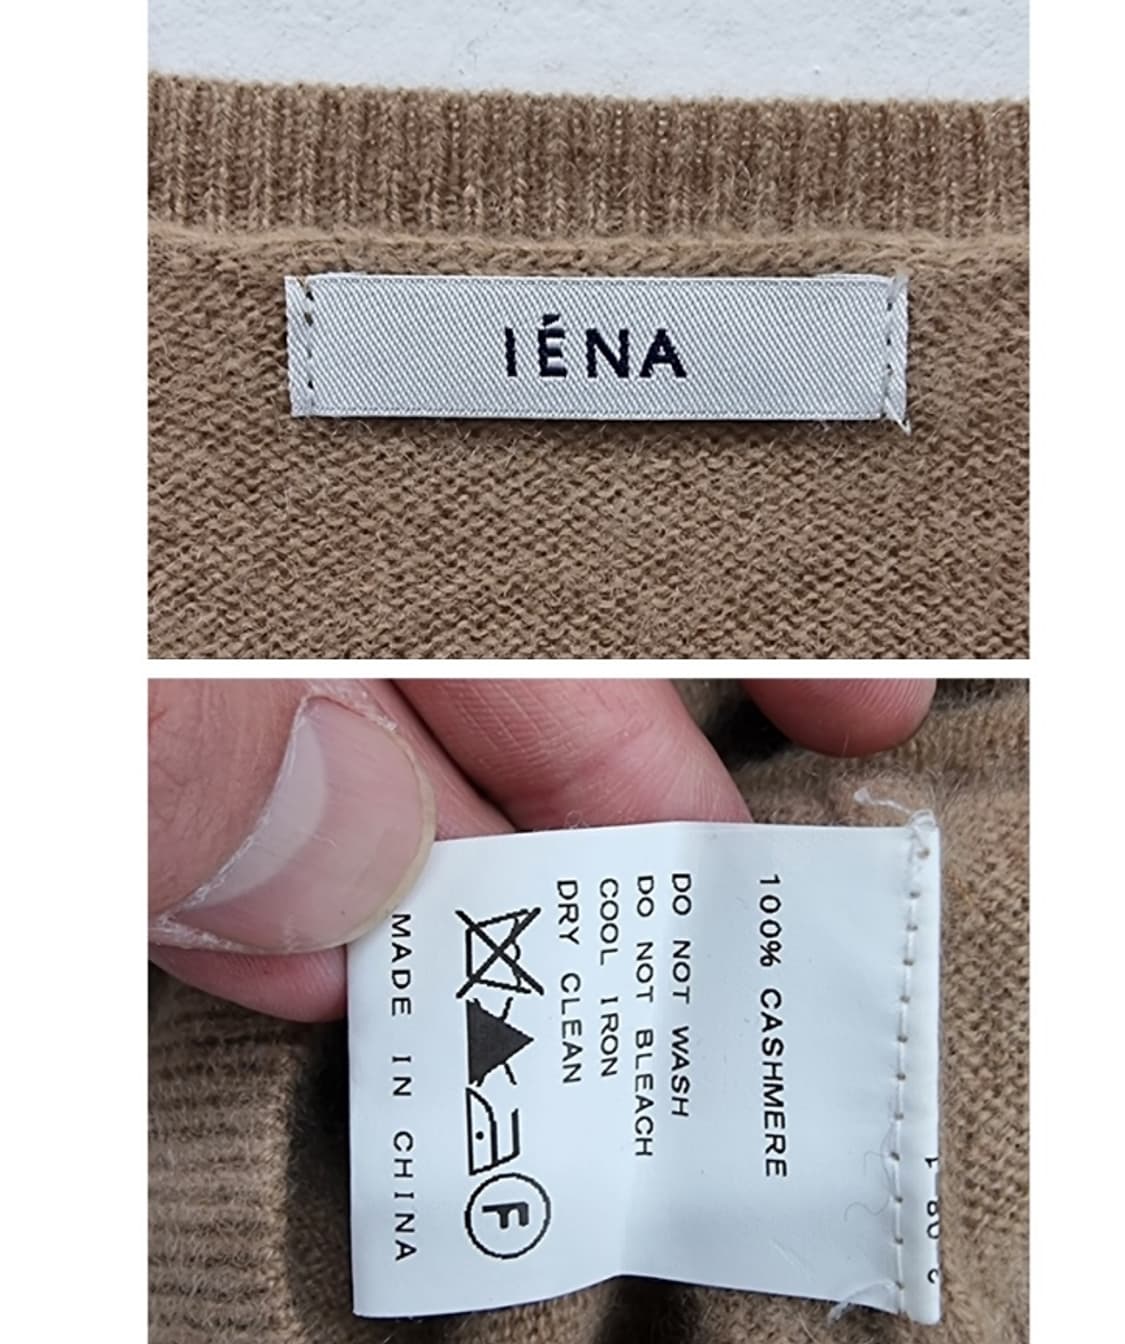 IÉNA
100% CASHMERE
DO NOT WASH
DO NOT BLEACH
COOL IRON
DRY CLEAN
F
MADE IN CHINA